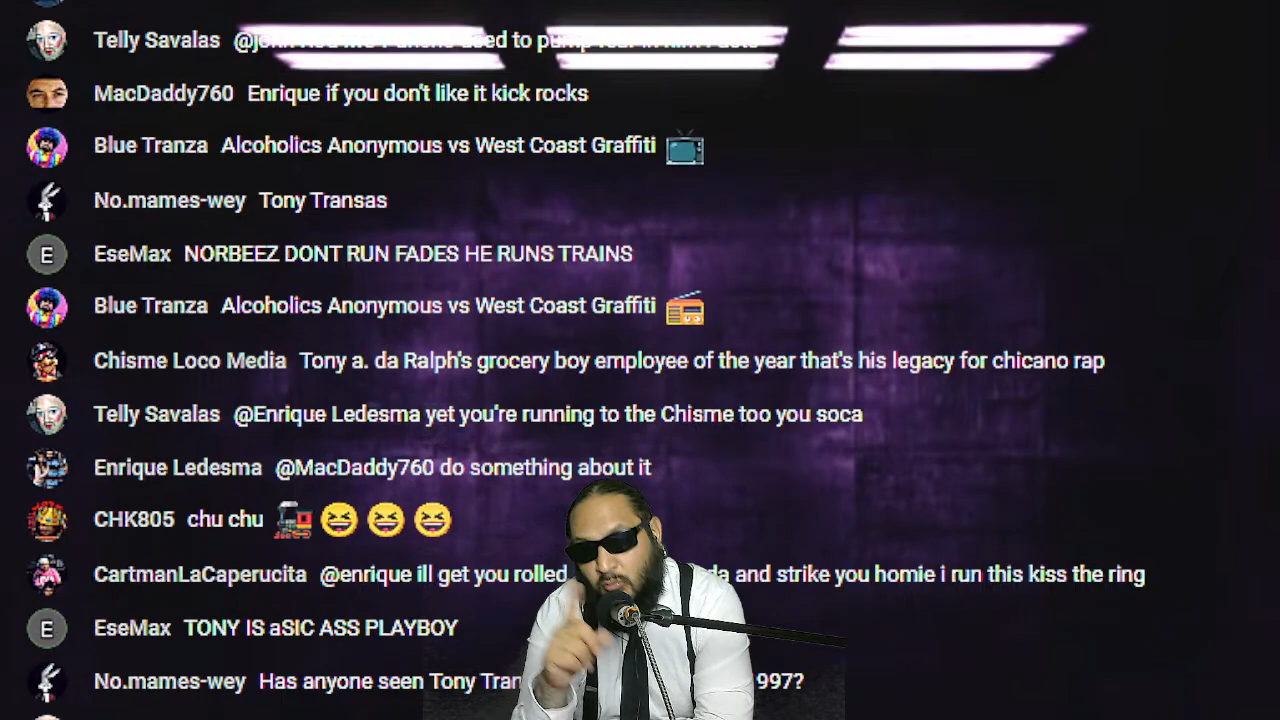 Telly Savalas @
MacDaddy760 Enrique if you don't like it kick rocks
Blue Tranza Alcoholics Anonymous vs West Coast Graffiti
No.mames-wey Tony Transas
E EseMax NORBEEZ DONT RUN FADES HE RUNS TRAINS
Blue Tranza Alcoholics Anonymous vs West Coast Graffiti
Chisme Loco Media Tony a. da Ralph's grocery boy employee of the year that's his legacy for chicano rap
Telly Savalas @Enrique Ledesma yet you're running to the Chisme too you soca
Enrique Ledesma @MacDaddy760 do something about it
CHK805 chu chu
CartmanLaCaperucita @enrique ill get you rolled and strike you homie i run this kiss the ring
E EseMax TONY IS aSIC ASS PLAYBOY
No.mames-wey Has anyone seen Tony